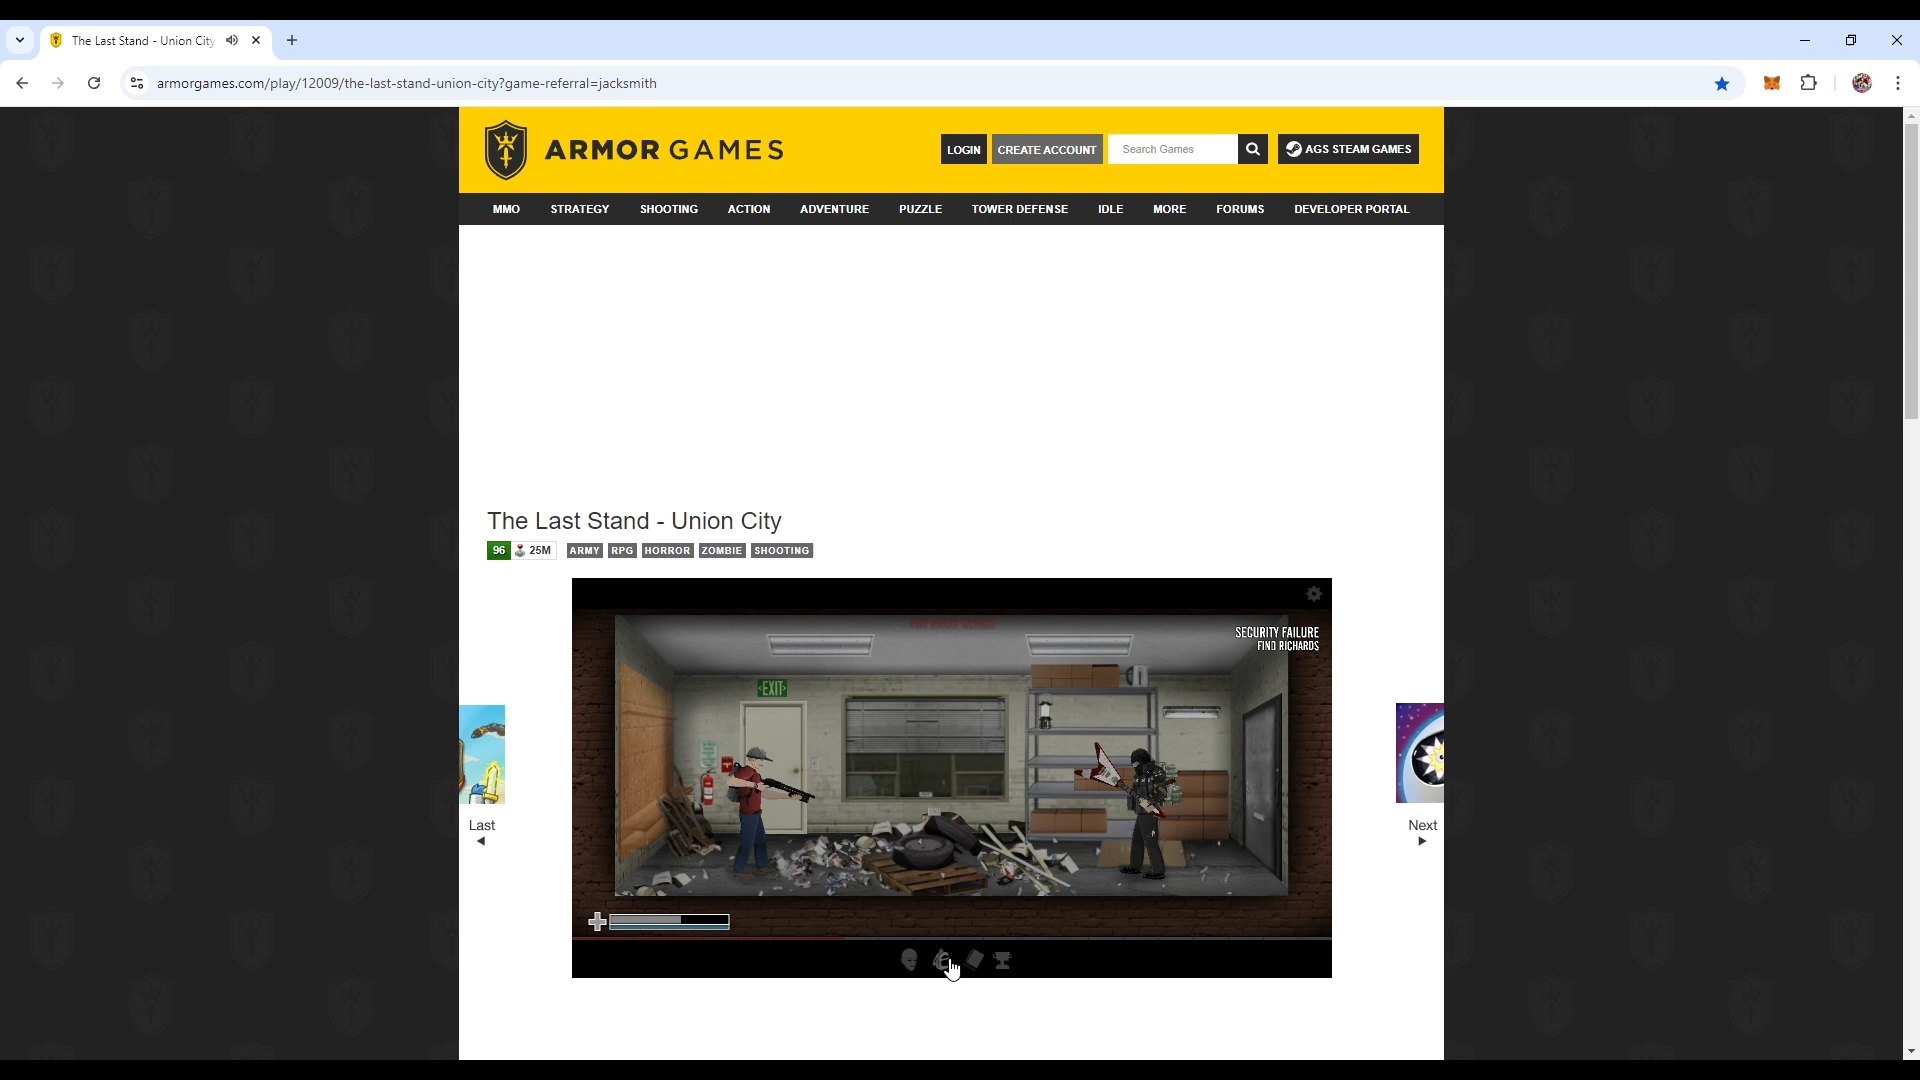 The Last Stand - Union City
armorgames.com/play/12009/the-last-stand-union-city?game-referral=jacksmith
ARMOR GAMES
LOGIN
CREATE ACCOUNT
Search Games
AGS STEAM GAMES
MMO STRATEGY SHOOTING ACTION ADVENTURE PUZZLE TOWER DEFENSE IDLE MORE FORUMS DEVELOPER PORTAL
The Last Stand - Union City
96 25M ARMY RPG HORROR ZOMBIE SHOOTING
SECURITY FAILURE
FIND RICHARDS
EXIT
Last
Next